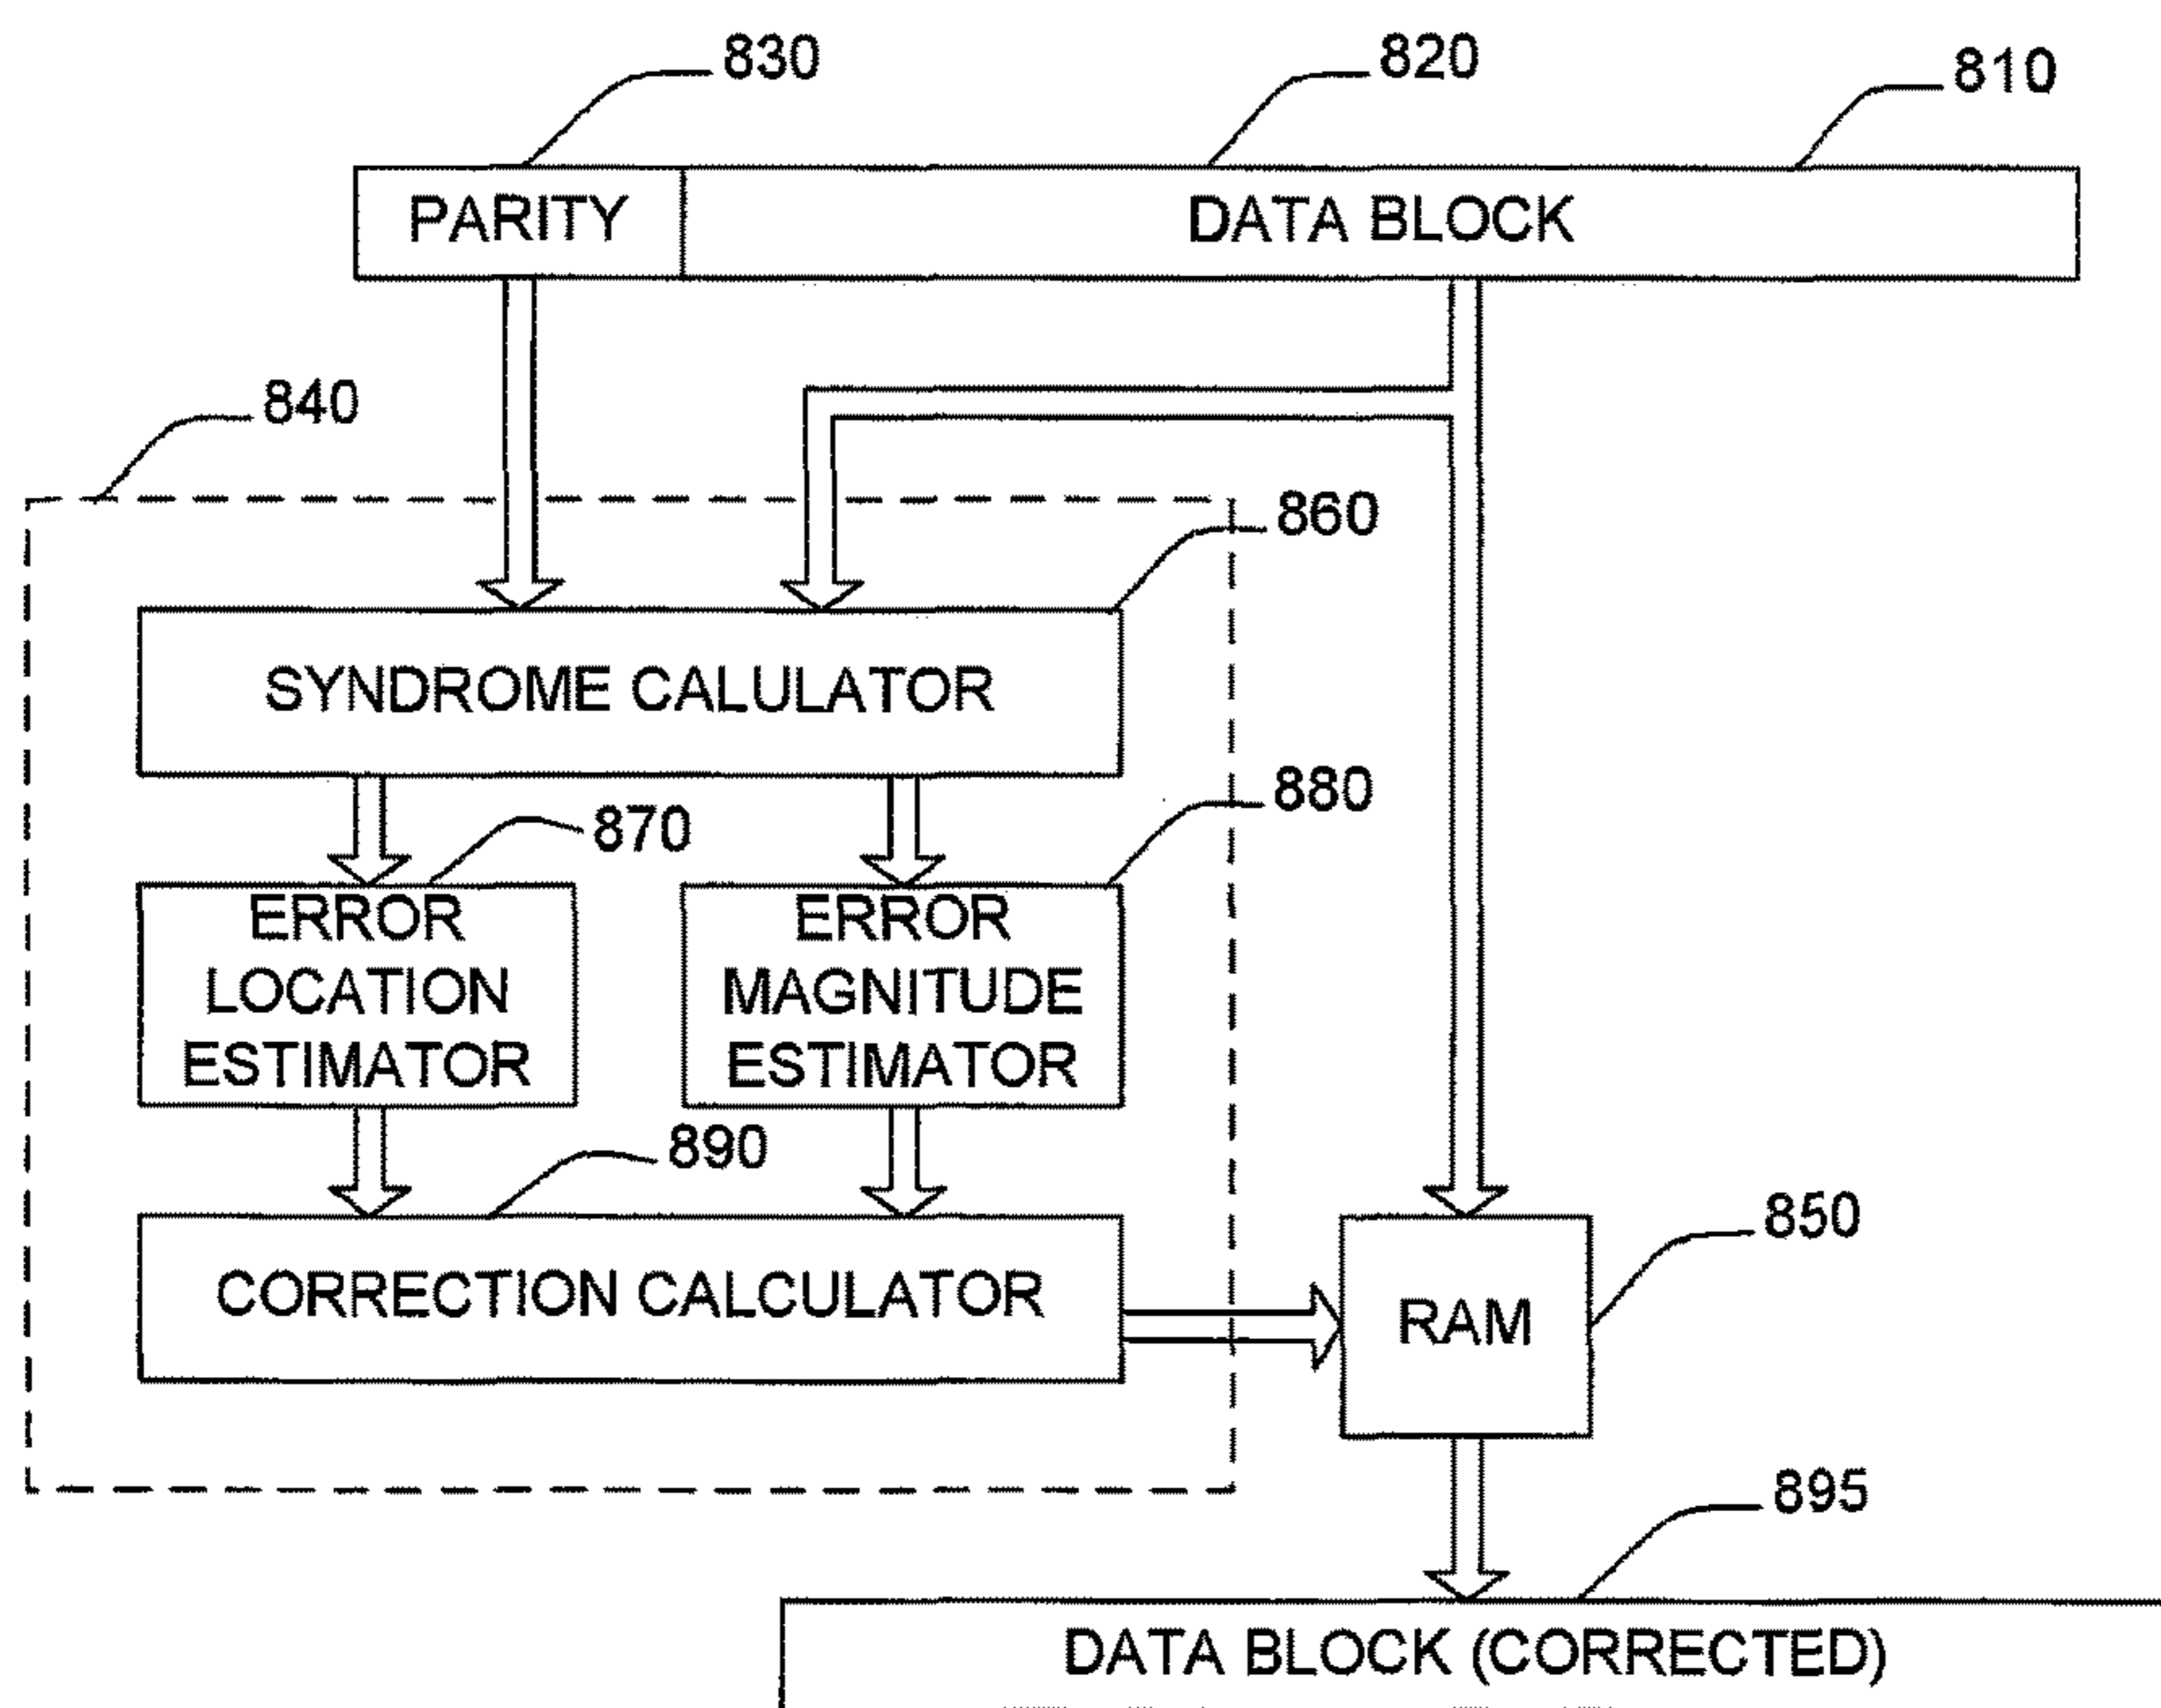 830
820
810
PARITY
DATA BLOCK
840
860
SYNDROME CALULATOR
870
880
ERROR
LOCATION
ESTIMATOR
ERROR
MAGNITUDE
ESTIMATOR
890
CORRECTION CALCULATOR
850
RAM
895
DATA BLOCK (CORRECTED)